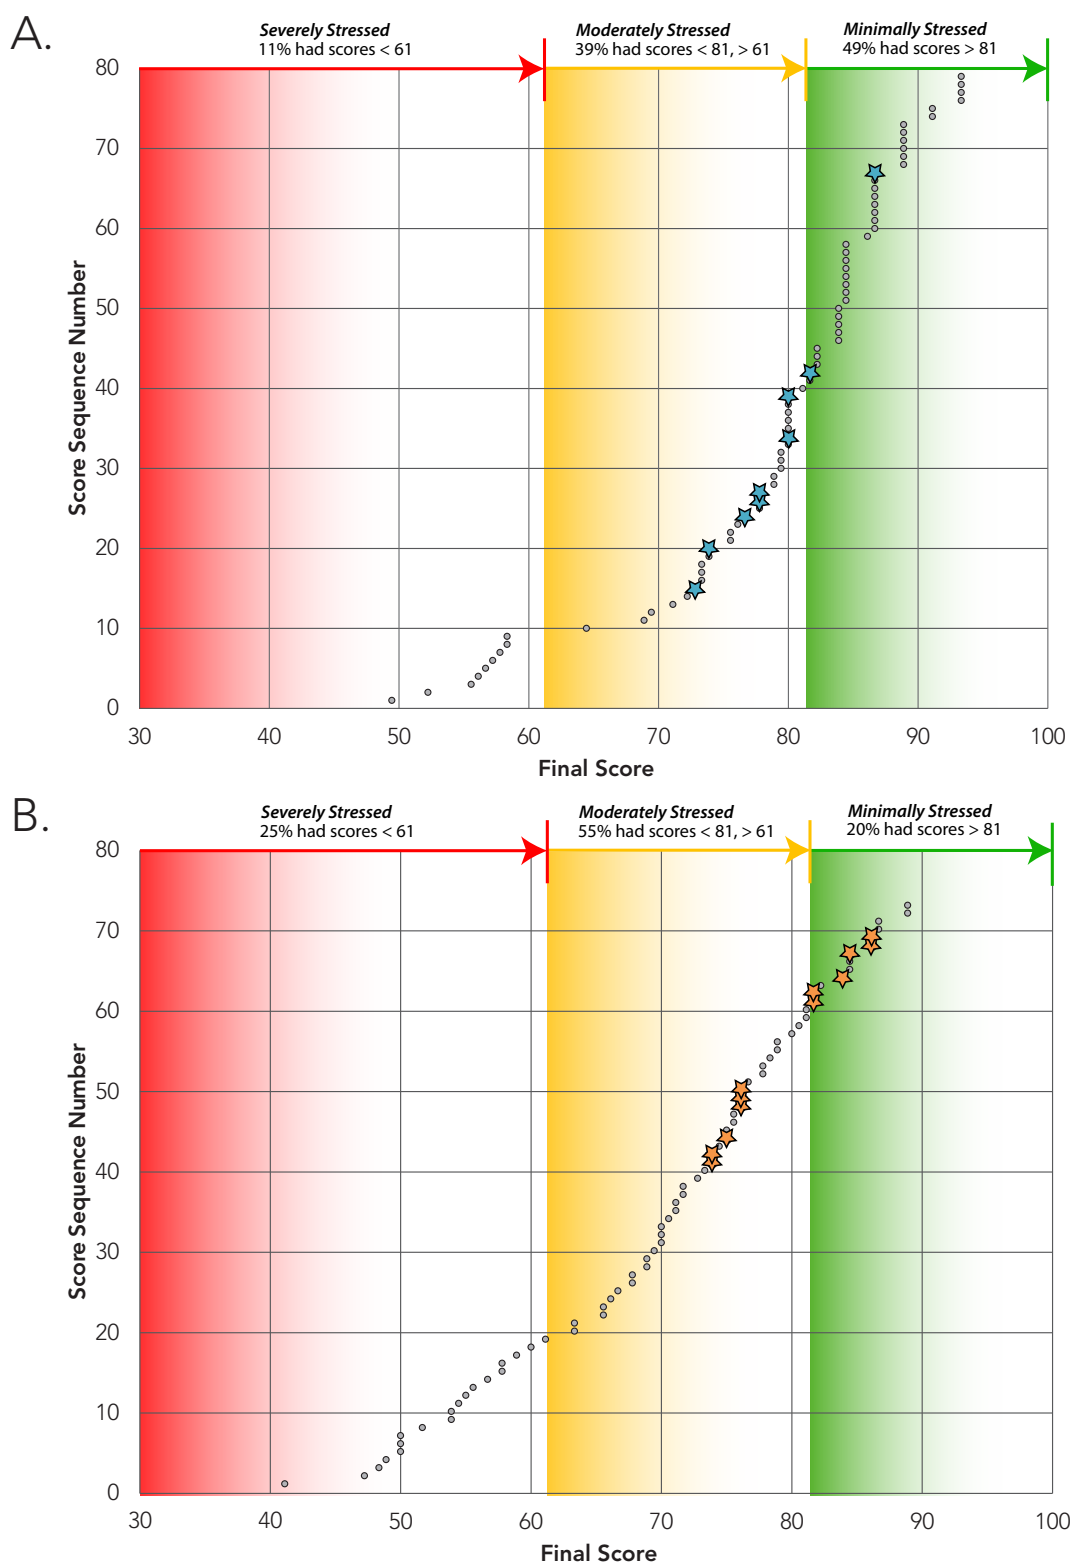 A.
Severely Stressed
11% had scores < 61
Moderately Stressed
39% had scores < 81, > 61
Minimally Stressed
49% had scores > 81
80
70
60
50
40
30
20
10
0
Score Sequence Number
30 40 50 60 70 80 90 100
Final Score
B.
Severely Stressed
25% had scores < 61
Moderately Stressed
55% had scores < 81, > 61
Minimally Stressed
20% had scores > 81
80
70
60
50
40
30
20
10
0
Score Sequence Number
30 40 50 60 70 80 90 100
Final Score